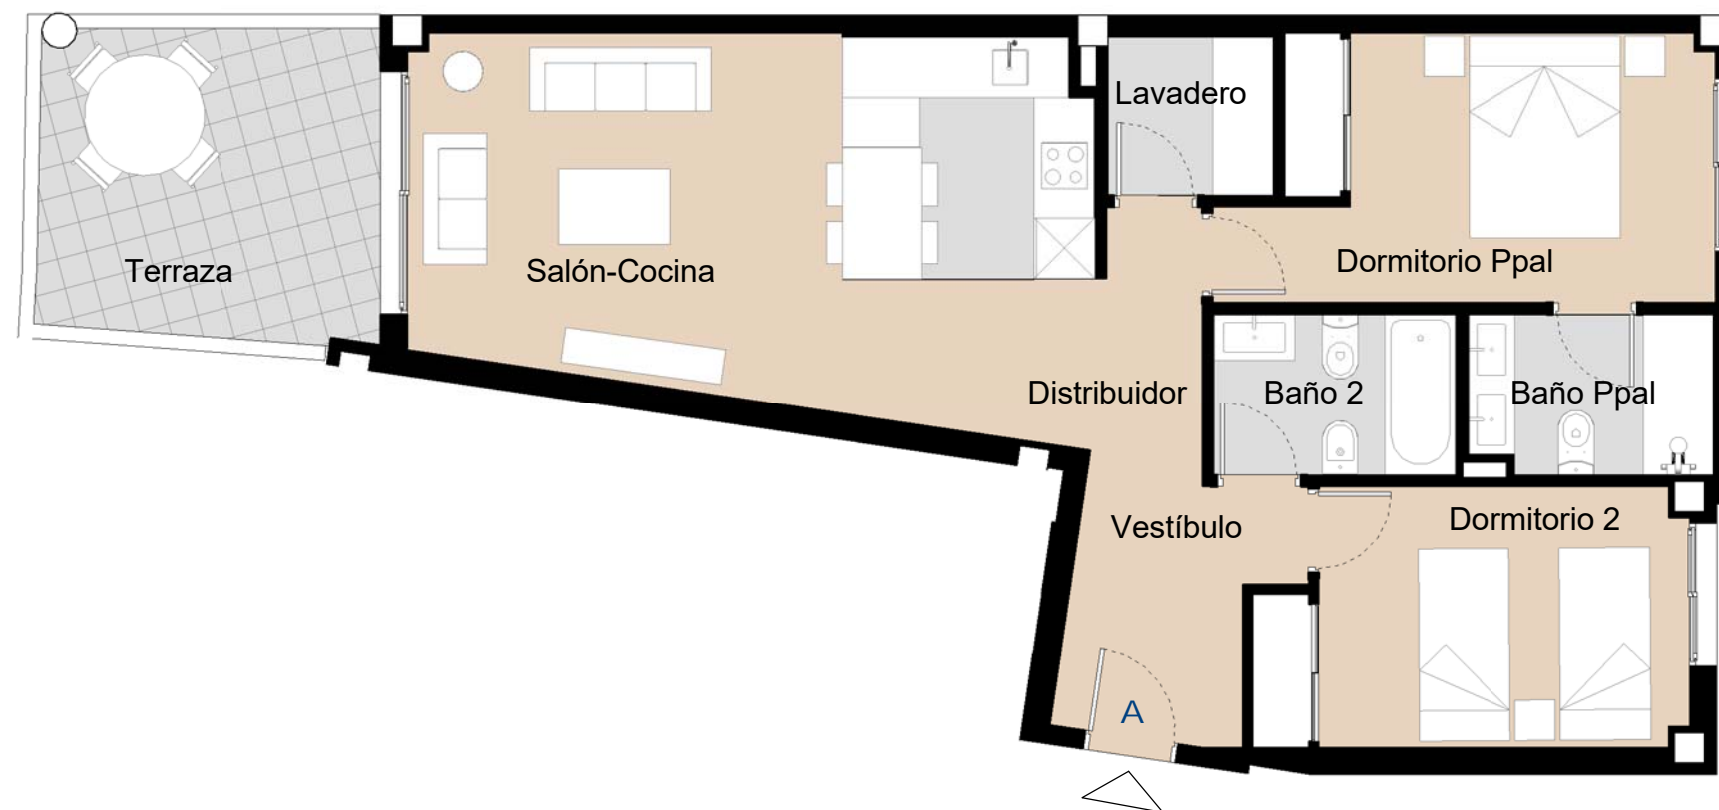 Lavadero
Terraza
Salón-Cocina
Dormitorio Ppal
Distribuidor
Baño 2
Baño Ppal
Vestíbulo
Dormitorio 2
A